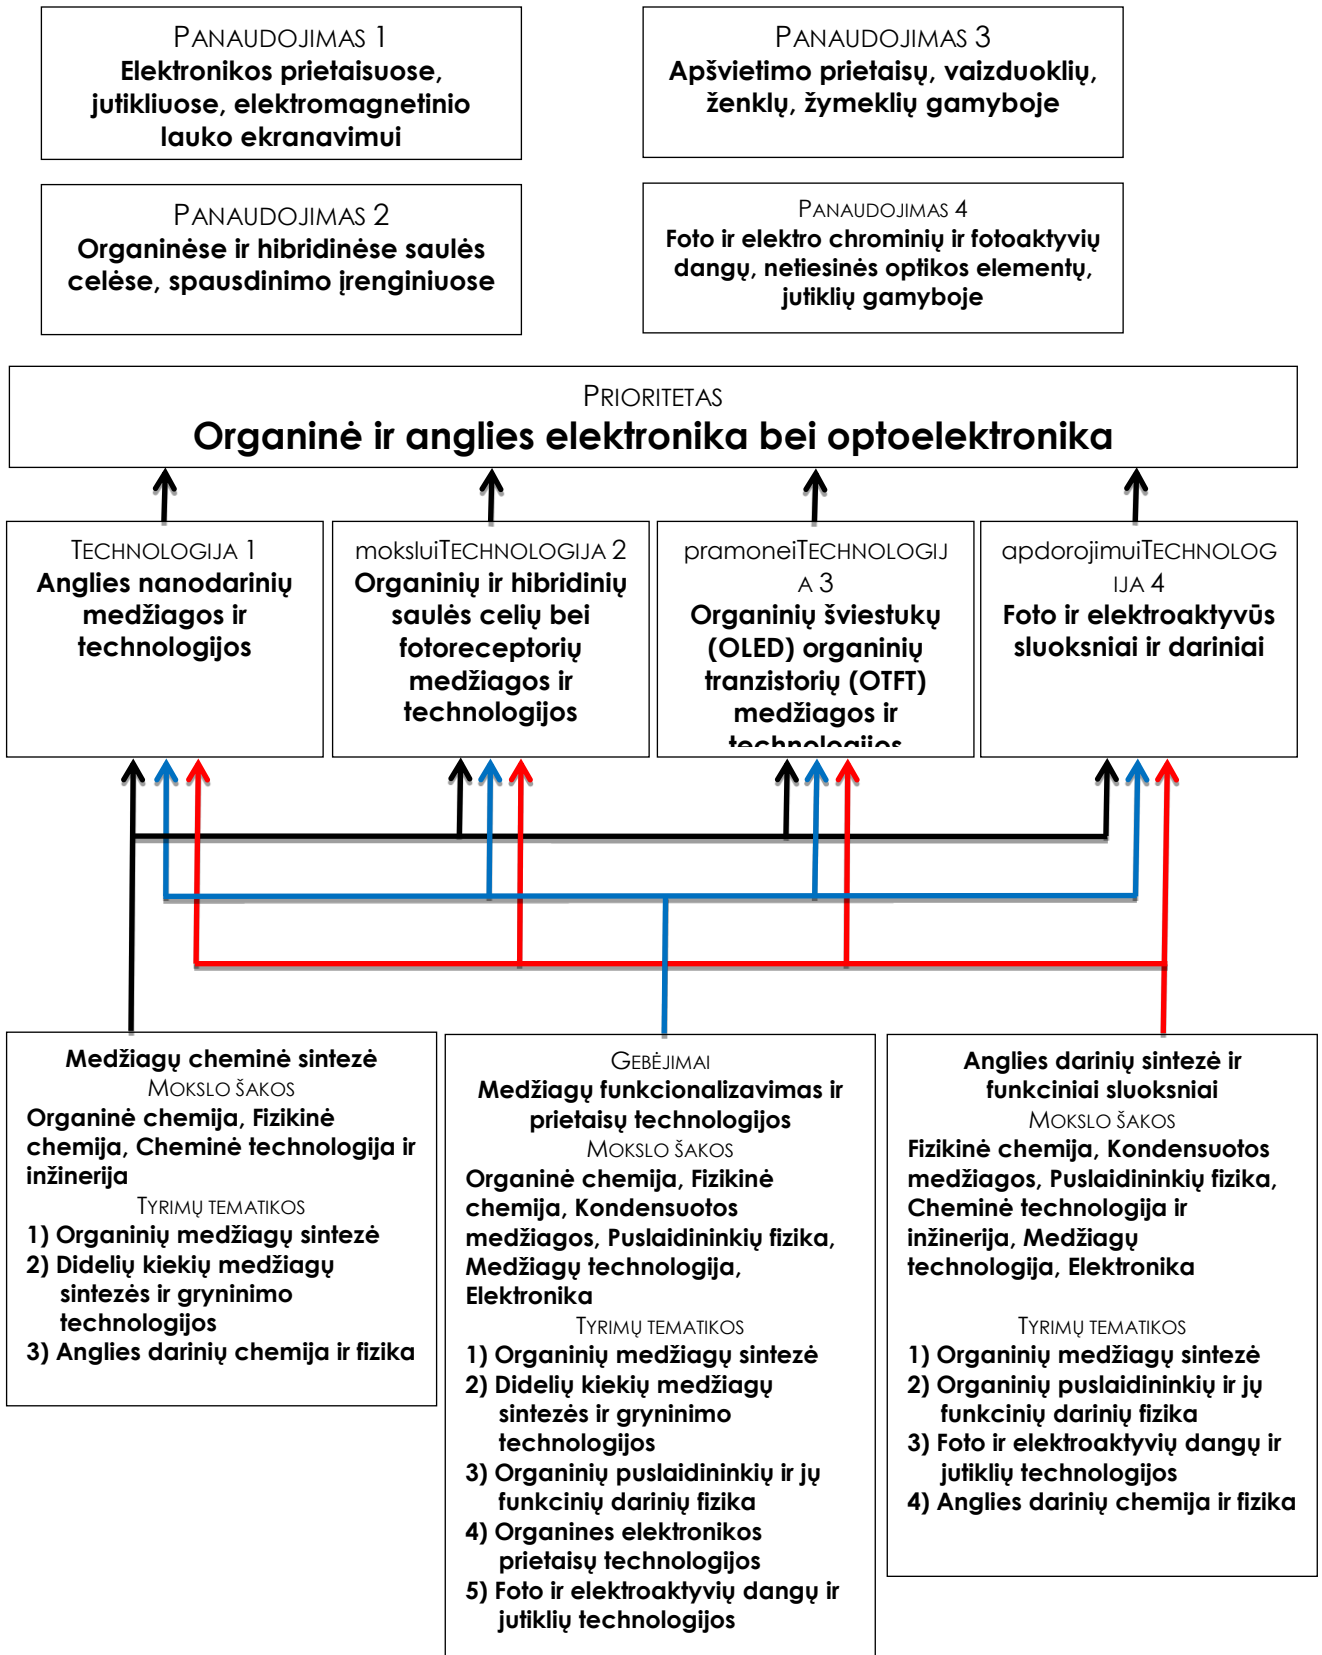 PANAUDOJIMAS 1
Elektronikos prietaisuose,
jutikliuose, elektromagnetinio
lauko ekranavimui
PANAUDOJIMAS 3
Apšvietimo prietaisų, vaizduoklių,
ženklų, žymeklių gamyboje
PANAUDOJIMAS 2
Organinėse ir hibridinėse saulės
celėse, spausdinimo įrenginiuose
PANAUDOJIMAS 4
Foto ir elektro chrominių ir fotoaktyvių
dangų, netiesinės optikos elementų,
jutiklių gamyboje
PRIORITETAS
Organinė ir anglies elektronika bei optoelektronika
TECHNOLOGIJA 1
Anglies nanodarinių
medžiagos ir
technologijos
moksluiTECHNOLOGIJA 2
Organinių ir hibridinių
saulės celių bei
fotoreceptorių
medžiagos ir
technologijos
pramoneiTECHNOLOGIJ
A 3
Organinių šviestukų
(OLED) organinių
tranzistorių (OTFT)
medžiagos ir
technologijos
apdorojimuiTECHNOLOG
IJA 4
Foto ir elektroaktyvūs
sluoksniai ir dariniai
Medžiagų cheminė sintezė
MOKSLO ŠAKOS
Organinė chemija, Fizikinė
chemija, Cheminė technologija ir
inžinerija
TYRIMŲ TEMATIKOS
1) Organinių medžiagų sintezė
2) Didelių kiekių medžiagų
sintezės ir gryninimo
technologijos
3) Anglies darinių chemija ir fizika
GEBĖJIMAI
Medžiagų funkcionalizavimas ir
prietaisų technologijos
MOKSLO ŠAKOS
Organinė chemija, Fizikinė
chemija, Kondensuotos
medžiagos, Puslaidininkių fizika,
Medžiagų technologija,
Elektronika
TYRIMŲ TEMATIKOS
1) Organinių medžiagų sintezė
2) Didelių kiekių medžiagų
sintezės ir gryninimo
technologijos
3) Organinių puslaidininkių ir jų
funkcinių darinių fizika
4) Organines elektronikos
prietaisų technologijos
5) Foto ir elektroaktyvių dangų ir
jutiklių technologijos
Anglies darinių sintezė ir
funkciniai sluoksniai
MOKSLO ŠAKOS
Fizikinė chemija, Kondensuotos
medžiagos, Puslaidininkių fizika,
Cheminė technologija ir
inžinerija, Medžiagų
technologija, Elektronika
TYRIMŲ TEMATIKOS
1) Organinių medžiagų sintezė
2) Organinių puslaidininkių ir jų
funkcinių darinių fizika
3) Foto ir elektroaktyvių dangų ir
jutiklių technologijos
4) Anglies darinių chemija ir fizika